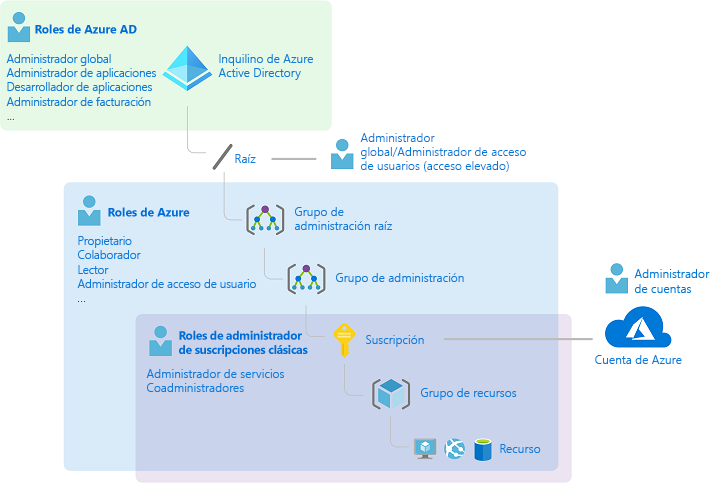 Roles de Azure AD
Administrador global
Administrador de aplicaciones
Desarrollador de aplicaciones
Administrador de facturación
...
Inquilino de Azure
Active Directory
Raíz
Administrador
global/Administrador de acceso
de usuarios (acceso elevado)
Roles de Azure
Propietario
Colaborador
Lector
Administrador de acceso de usuario
...
Grupo de
administración raíz
Grupo de administración
Administrador
de cuentas
Roles de administrador
de suscripciones clásicas
Administrador de servicios
Coadministradores
Suscripción
Cuenta de Azure
Grupo de recursos
Recurso